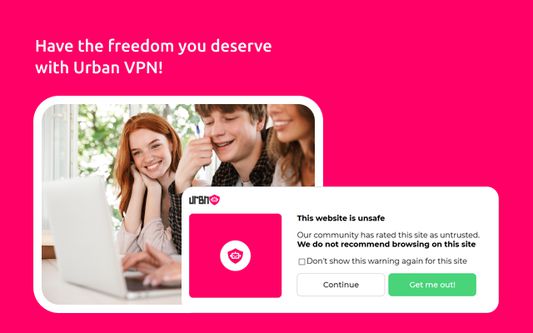 Have the freedom you deserve
with Urban VPN!
URBN
This website is unsafe
Our community has rated this site as untrusted.
We do not recommend browsing on this site
Don't show this warning again for this site
Continue
Get me out!